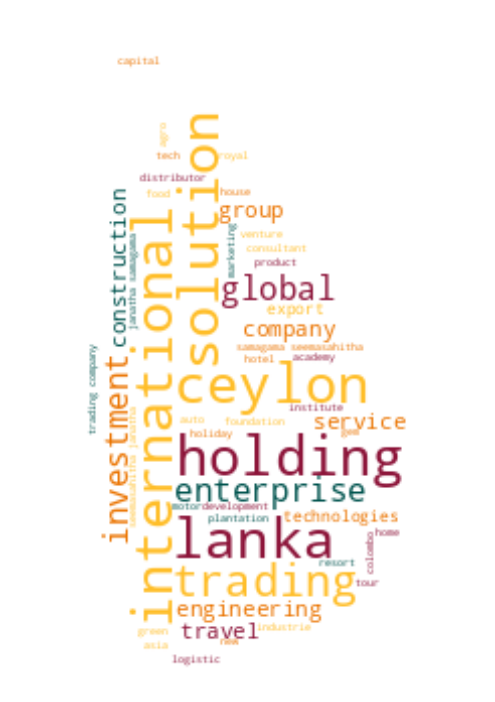 capital
agro
tech
royal
solution
distributor
food
house
construction
international
group
marketing
venture
janatha samagama
consultant
product
global
export
company
trading company
samagama seemasahitha
hotel
academy
investment
ceylon
institute
seemasahitha janatha
auto
foundation
service
holiday
gem
holding
enterprise
motor
development
plantation
technologies
lanka
home
colombo
resort
trading
tour
engineering
travel
industrie
green
new
asia
logistic